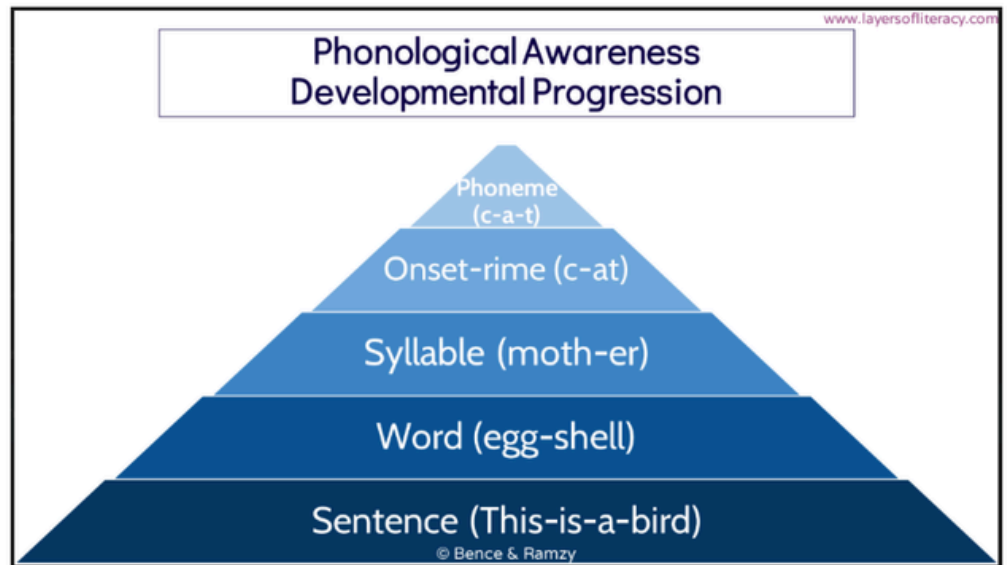 www.layersofliteracy.com
Phonological Awareness
Developmental Progression
Phoneme
(c-a-t)
Onset-rime (c-at)
Syllable (moth-er)
Word (egg-shell)
Sentence (This-is-a-bird)
© Bence & Ramzy